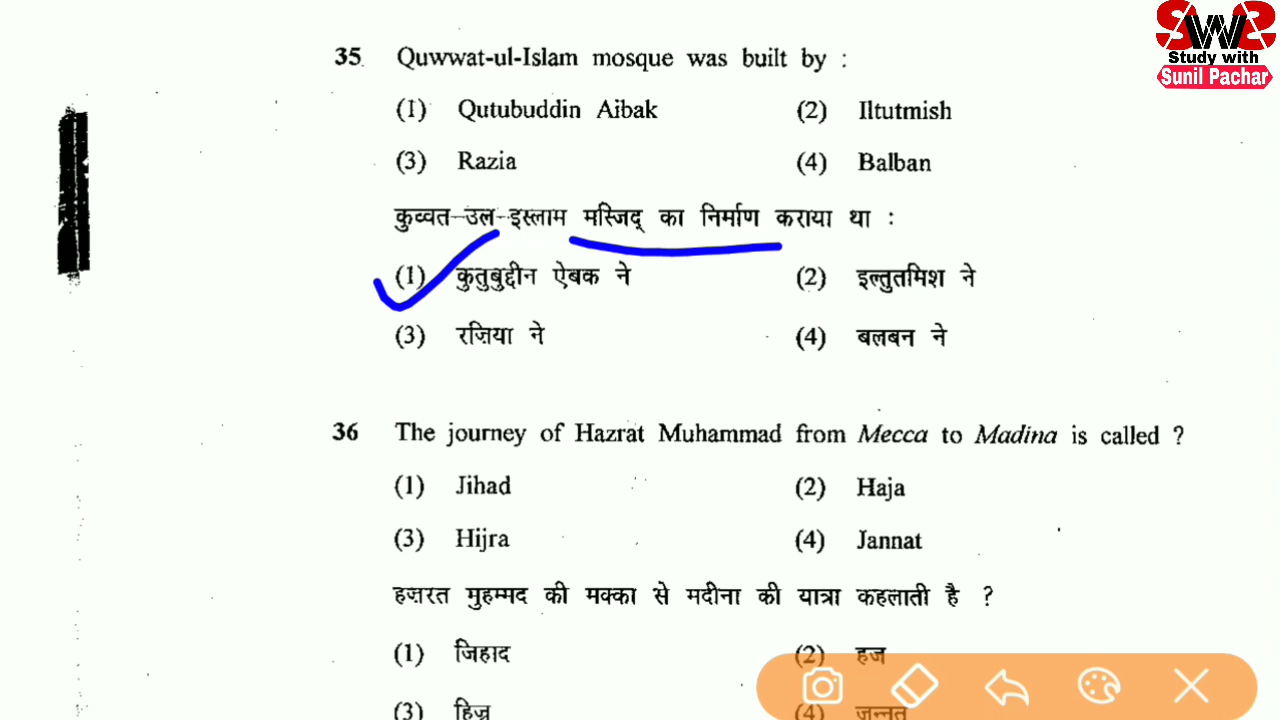 SWS
Study with
Sunil Pachar
35 Quwwat-ul-Islam mosque was built by :
(1) Qutubuddin Aibak (2) Iltutmish
(3) Razia (4) Balban
कुव्वत-उल-इस्लाम मस्जिद् का निर्माण कराया था :
(1) कुतुबुद्दीन ऐबक ने (2) इल्तुतमिश ने
(3) रज़िया ने (4) बलबन ने
36 The journey of Hazrat Muhammad from Mecca to Madina is called ?
(1) Jihad (2) Haja
(3) Hijra (4) Jannat
हज़रत मुहम्मद की मक्का से मदीना की यात्रा कहलाती है ?
(1) जिहाद (2) हज
(3) हिज्र (4) जन्नत